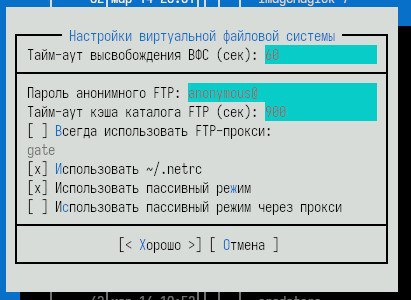 Настройки виртуальной файловой системы
Тайм-аут высвобождения ВФС (сек): 60
Пароль анонимного FTP: anonymous@
Тайм-аут кэша каталога FTP (сек): 900
[ ] Всегда использовать FTP-прокси:
gate
[x] Использовать ~/.netrc
[x] Использовать пассивный режим
[ ] Использовать пассивный режим через прокси
[< Хорошо >] [ Отмена ]